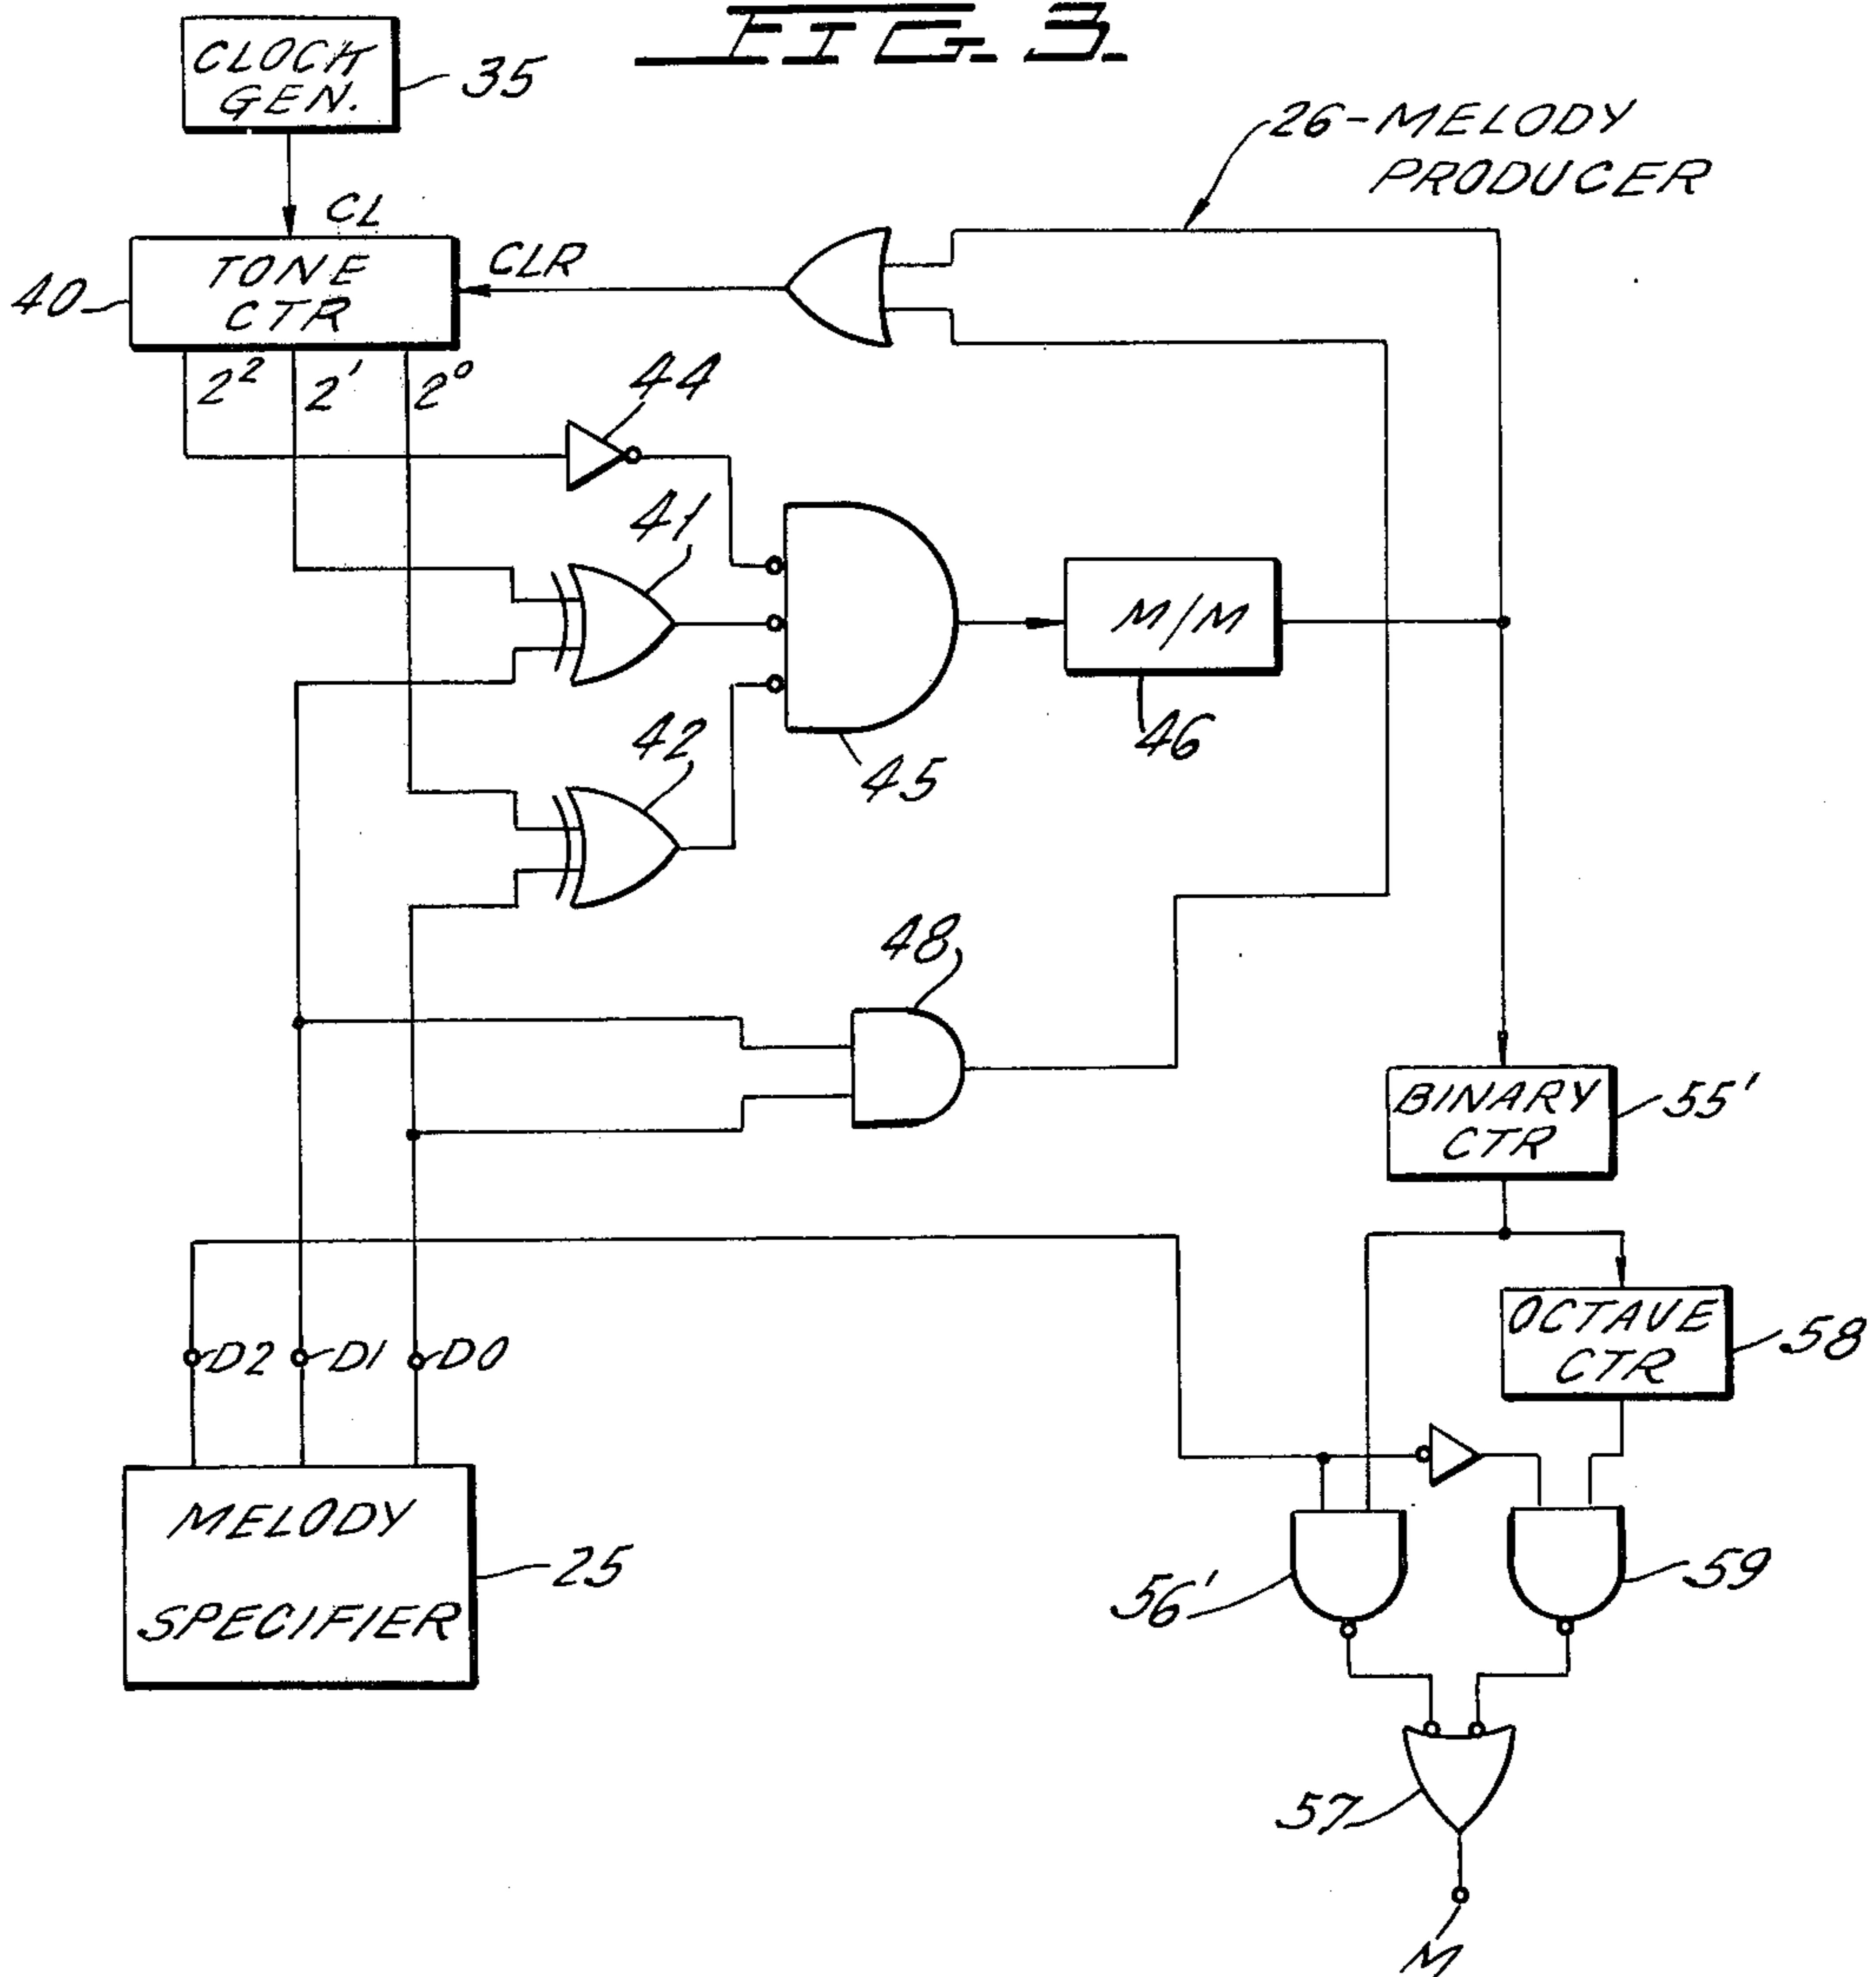 FIG. 3.
CLOCK
GEN.
35
26-MELODY
PRODUCER
CL
CLR
TONE
CTR
40
2²
2'
2⁰
44
41
M/M
46
42
45
48
BINARY
CTR
55'
OCTAVE
CTR
58
D2
D1
D0
MELODY
SPECIFIER
25
56'
59
57
M